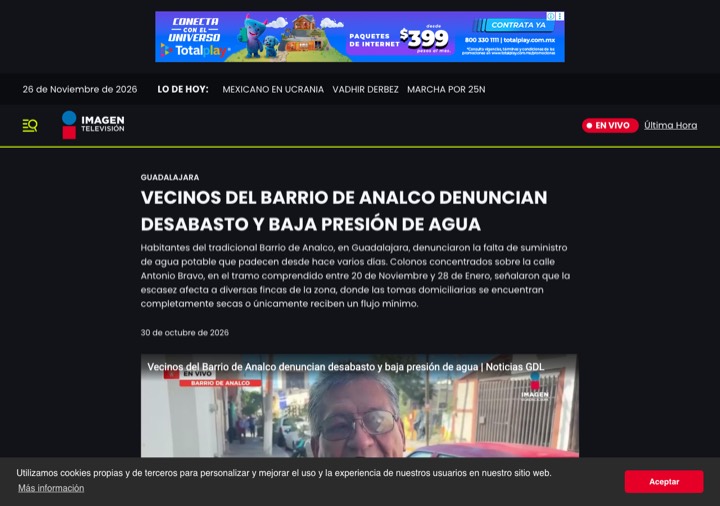 CONECTA
CON EL
UNIVERSO
Totalplay
PAQUETES
DE INTERNET
desde
$399
pesos al mes.
CONTRATA YA
800 330 1111 | totalplay.com.mx
26 de Noviembre de 2026
LO DE HOY: MEXICANO EN UCRANIA VADHIR DERBEZ MARCHA POR 25N
IMAGEN
TELEVISIÓN
EN VIVO Última Hora
GUADALAJARA
VECINOS DEL BARRIO DE ANALCO DENUNCIAN
DESABASTO Y BAJA PRESIÓN DE AGUA
Habitantes del tradicional Barrio de Analco, en Guadalajara, denunciaron la falta de suministro
de agua potable que padecen desde hace varios días. Colonos concentrados sobre la calle
Antonio Bravo, en el tramo comprendido entre 20 de Noviembre y 28 de Enero, señalaron que la
escasez afecta a diversas fincas de la zona, donde las tomas domiciliarias se encuentran
completamente secas o únicamente reciben un flujo mínimo.
30 de octubre de 2026
Vecinos del Barrio de Analco denuncian desabasto y baja presión de agua | Noticias GDL
EN VIVO
BARRIO DE ANALCO
IMAGEN
Utilizamos cookies propias y de terceros para personalizar y mejorar el uso y la experiencia de nuestros usuarios en nuestro sitio web.
Más información
Aceptar